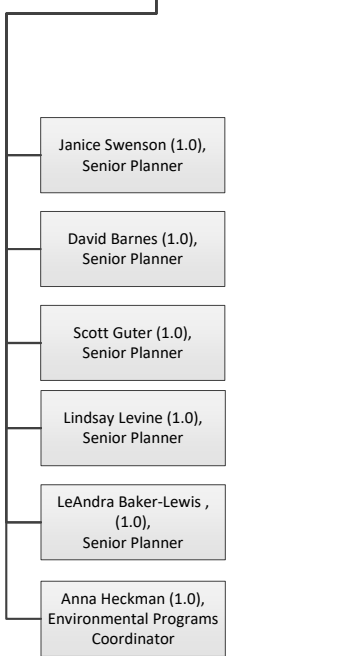 Janice Swenson (1.0),
Senior Planner
David Barnes (1.0),
Senior Planner
Scott Guter (1.0),
Senior Planner
Lindsay Levine (1.0),
Senior Planner
LeAndra Baker-Lewis ,
(1.0),
Senior Planner
Anna Heckman (1.0),
Environmental Programs
Coordinator